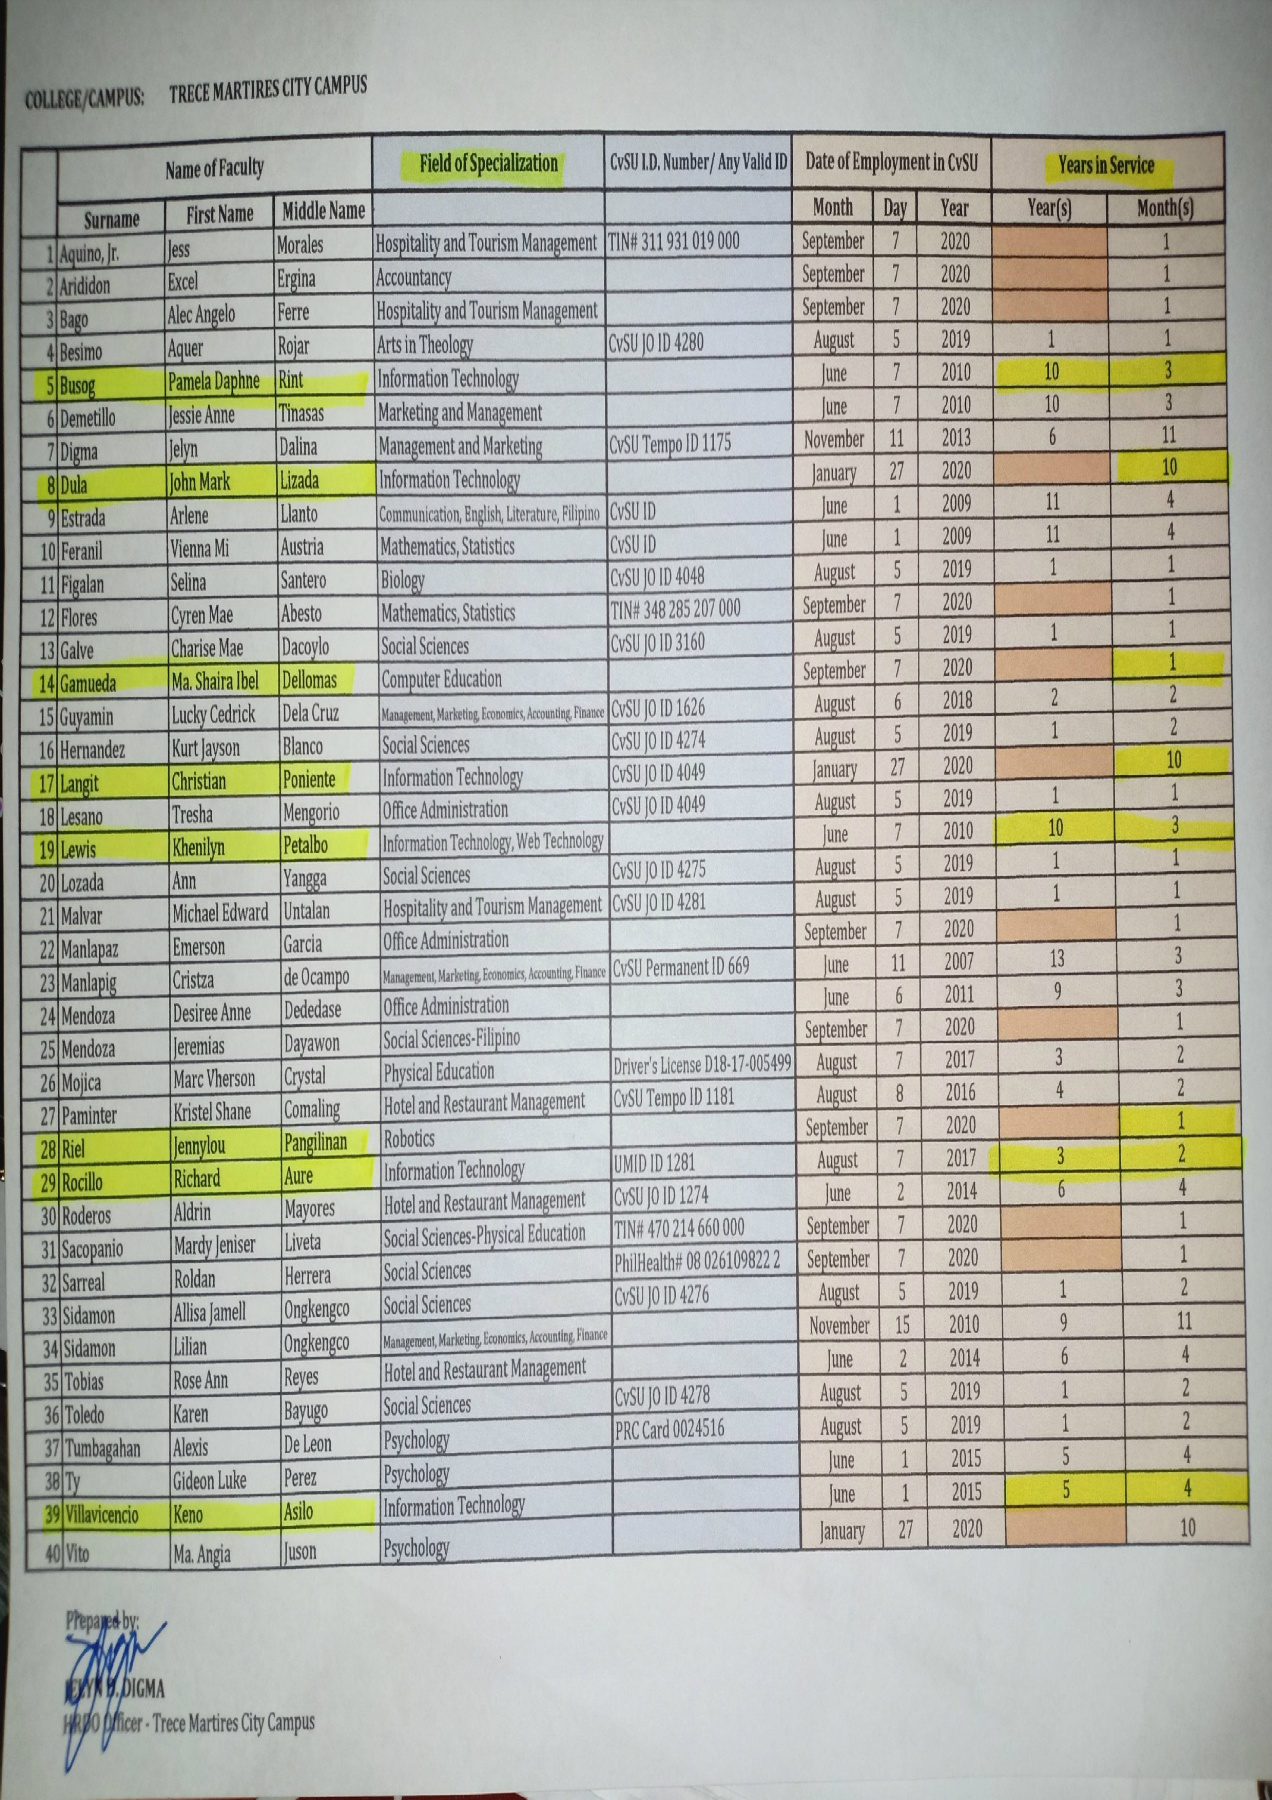 COLLEGE/CAMPUS: TRECE MARTIRES CITY CAMPUS
Name of Faculty Field of Specialization CvSU I.D. Number/ Any Valid ID Date of Employment in CvSU Years in Service
Surname First Name Middle Name Month Day Year Year(s) Month(s)
1 Aquino, Jr. Jess Morales Hospitality and Tourism Management TIN# 311 931 019 000 September 7 2020 1
2 Arididon Excel Ergina Accountancy September 7 2020 1
3 Bago Alec Angelo Ferre Hospitality and Tourism Management September 7 2020 1
4 Besimo Aquer Rojar Arts in Theology CvSU JO ID 4280 August 5 2019 1 1
5 Busog Pamela Daphne Rint Information Technology June 7 2010 10 3
6 Demetillo Jessie Anne Tinasas Marketing and Management June 7 2010 10 3
7 Digma Jelyn Dalina Management and Marketing CvSU Tempo ID 1175 November 11 2013 6 11
8 Dula John Mark Lizada Information Technology January 27 2020 10
9 Estrada Arlene Llanto Communication, English, Literature, Filipino CvSU ID June 1 2009 11 4
10 Feranil Vienna Mi Austria Mathematics, Statistics CvSU ID June 1 2009 11 4
11 Figalan Selina Santero Biology CvSU JO ID 4048 August 5 2019 1 1
12 Flores Cyren Mae Abesto Mathematics, Statistics TIN# 348 285 207 000 September 7 2020 1
13 Galve Charise Mae Dacoylo Social Sciences CvSU JO ID 3160 August 5 2019 1 1
14 Gamueda Ma. Shaira Ibel Dellomas Computer Education September 7 2020 1
15 Guyamin Lucky Cedrick Dela Cruz Management, Marketing, Economics, Accounting, Finance CvSU JO ID 1626 August 6 2018 2 2
16 Hernandez Kurt Jayson Blanco Social Sciences CvSU JO ID 4274 August 5 2019 1 2
17 Langit Christian Poniente Information Technology CvSU JO ID 4049 January 27 2020 10
18 Lesano Tresha Mengorio Office Administration CvSU JO ID 4049 August 5 2019 1 1
19 Lewis Khenilyn Petalbo Information Technology, Web Technology June 7 2010 10 3
20 Lozada Ann Yangga Social Sciences CvSU JO ID 4275 August 5 2019 1 1
21 Malvar Michael Edward Untalan Hospitality and Tourism Management CvSU JO ID 4281 August 5 2019 1 1
22 Manlapaz Emerson Garcia Office Administration September 7 2020 1
23 Manlapig Cristza de Ocampo Management, Marketing, Economics, Accounting, Finance CvSU Permanent ID 669 June 11 2007 13 3
24 Mendoza Desiree Anne Dededase Office Administration June 6 2011 9 3
25 Mendoza Jeremias Dayawon Social Sciences-Filipino September 7 2020 1
26 Mojica Marc Vherson Crystal Physical Education Driver's License D18-17-005499 August 7 2017 3 2
27 Paminter Kristel Shane Comaling Hotel and Restaurant Management CvSU Tempo ID 1181 August 8 2016 4 2
28 Riel Jennylou Pangilinan Robotics September 7 2020 1
29 Rocillo Richard Aure Information Technology UMID ID 1281 August 7 2017 3 2
30 Roderos Aldrin Mayores Hotel and Restaurant Management CvSU JO ID 1274 June 2 2014 6 4
31 Sacopanio Mardy Jeniser Liveta Social Sciences-Physical Education TIN# 470 214 660 000 September 7 2020 1
32 Sarreal Roldan Herrera Social Sciences PhilHealth# 08 026109822 2 September 7 2020 1
33 Sidamon Allisa Jamell Ongkengco Social Sciences CvSU JO ID 4276 August 5 2019 1 2
34 Sidamon Lilian Ongkengco Management, Marketing, Economics, Accounting, Finance November 15 2010 9 11
35 Tobias Rose Ann Reyes Hotel and Restaurant Management June 2 2014 6 4
36 Toledo Karen Bayugo Social Sciences CvSU JO ID 4278 August 5 2019 1 2
37 Tumbagahan Alexis De Leon Psychology PRC Card 0024516 August 5 2019 1 2
38 Ty Gideon Luke Perez Psychology June 1 2015 5 4
39 Villavicencio Keno Asilo Information Technology June 1 2015 5 4
40 Vito Ma. Angia Juson Psychology January 27 2020 10
Prepared by:
JELYN D. DIGMA
HRDO Officer - Trece Martires City Campus